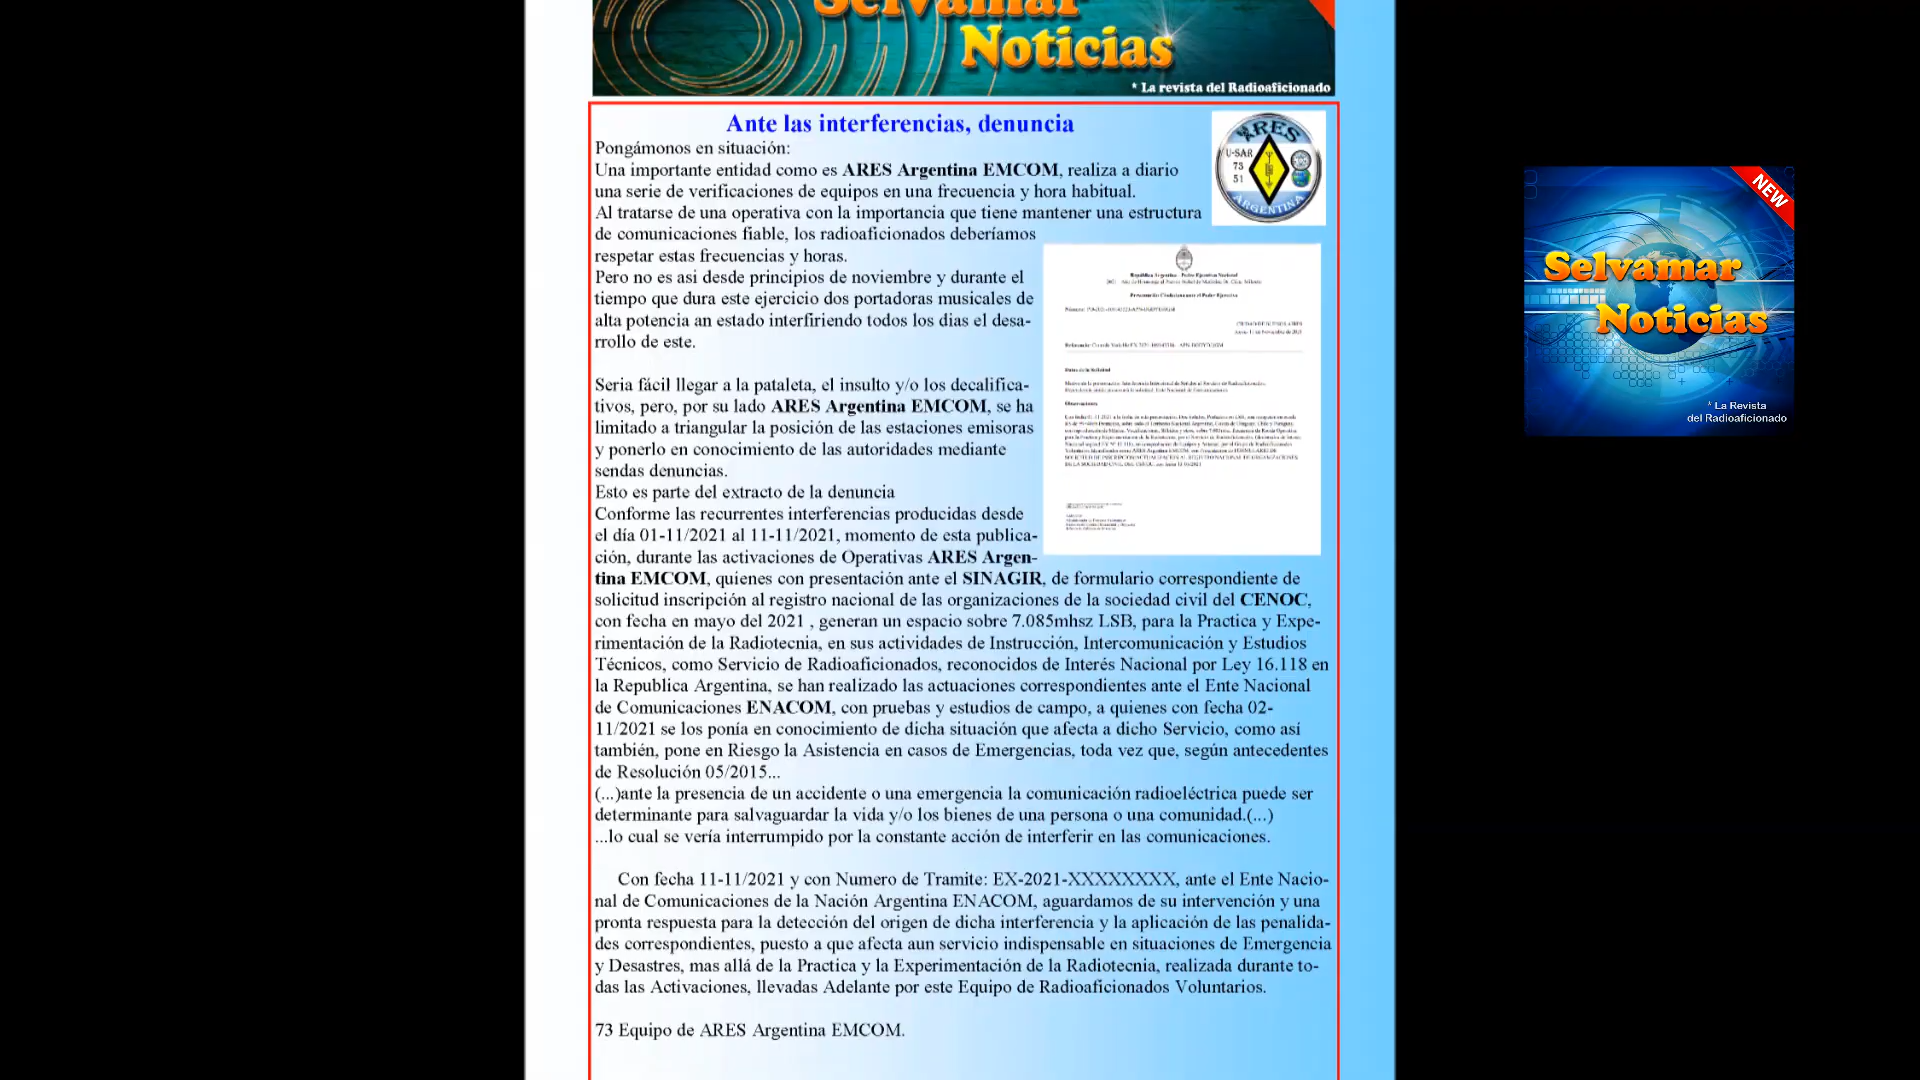 Selvamar
Noticias
* La revista del Radioaficionado
Ante las interferencias, denuncia
ARES
U-SAR
73
51
ARGENTINA
Pongámonos en situación:
Una importante entidad como es ARES Argentina EMCOM, realiza a diario
una serie de verificaciones de equipos en una frecuencia y hora habitual.
Al tratarse de una operativa con la importancia que tiene mantener una estructura
de comunicaciones fiable, los radioaficionados deberíamos
respetar estas frecuencias y horas.
Pero no es asi desde principios de noviembre y durante el
tiempo que dura este ejercicio dos portadoras musicales de
alta potencia an estado interfiriendo todos los dias el desa-
rrollo de este.
Seria fácil llegar a la pataleta, el insulto y/o los decalifica-
tivos, pero, por su lado ARES Argentina EMCOM, se ha
limitado a triangular la posición de las estaciones emisoras
y ponerlo en conocimiento de las autoridades mediante
sendas denuncias.
Esto es parte del extracto de la denuncia
Conforme las recurrentes interferencias producidas desde
el día 01-11/2021 al 11-11/2021, momento de esta publica-
ción, durante las activaciones de Operativas ARES Argen-
tina EMCOM, quienes con presentación ante el SINAGIR, de formulario correspondiente de
solicitud inscripción al registro nacional de las organizaciones de la sociedad civil del CENOC,
con fecha en mayo del 2021 , generan un espacio sobre 7.085mhsz LSB, para la Practica y Expe-
rimentación de la Radiotecnia, en sus actividades de Instrucción, Intercomunicación y Estudios
Técnicos, como Servicio de Radioaficionados, reconocidos de Interés Nacional por Ley 16.118 en
la Republica Argentina, se han realizado las actuaciones correspondientes ante el Ente Nacional
de Comunicaciones ENACOM, con pruebas y estudios de campo, a quienes con fecha 02-
11/2021 se los ponía en conocimiento de dicha situación que afecta a dicho Servicio, como así
también, pone en Riesgo la Asistencia en casos de Emergencias, toda vez que, según antecedentes
de Resolución 05/2015...
(...)ante la presencia de un accidente o una emergencia la comunicación radioeléctrica puede ser
determinante para salvaguardar la vida y/o los bienes de una persona o una comunidad.(...)
...lo cual se vería interrumpido por la constante acción de interferir en las comunicaciones.
Con fecha 11-11/2021 y con Numero de Tramite: EX-2021-XXXXXXXX, ante el Ente Nacio-
nal de Comunicaciones de la Nación Argentina ENACOM, aguardamos de su intervención y una
pronta respuesta para la detección del origen de dicha interferencia y la aplicación de las penalida-
des correspondientes, puesto a que afecta aun servicio indispensable en situaciones de Emergencia
y Desastres, mas allá de la Practica y la Experimentación de la Radiotecnia, realizada durante to-
das las Activaciones, llevadas Adelante por este Equipo de Radioaficionados Voluntarios.
73 Equipo de ARES Argentina EMCOM.
NEW
Selvamar
Noticias
* La Revista
del Radioaficionado